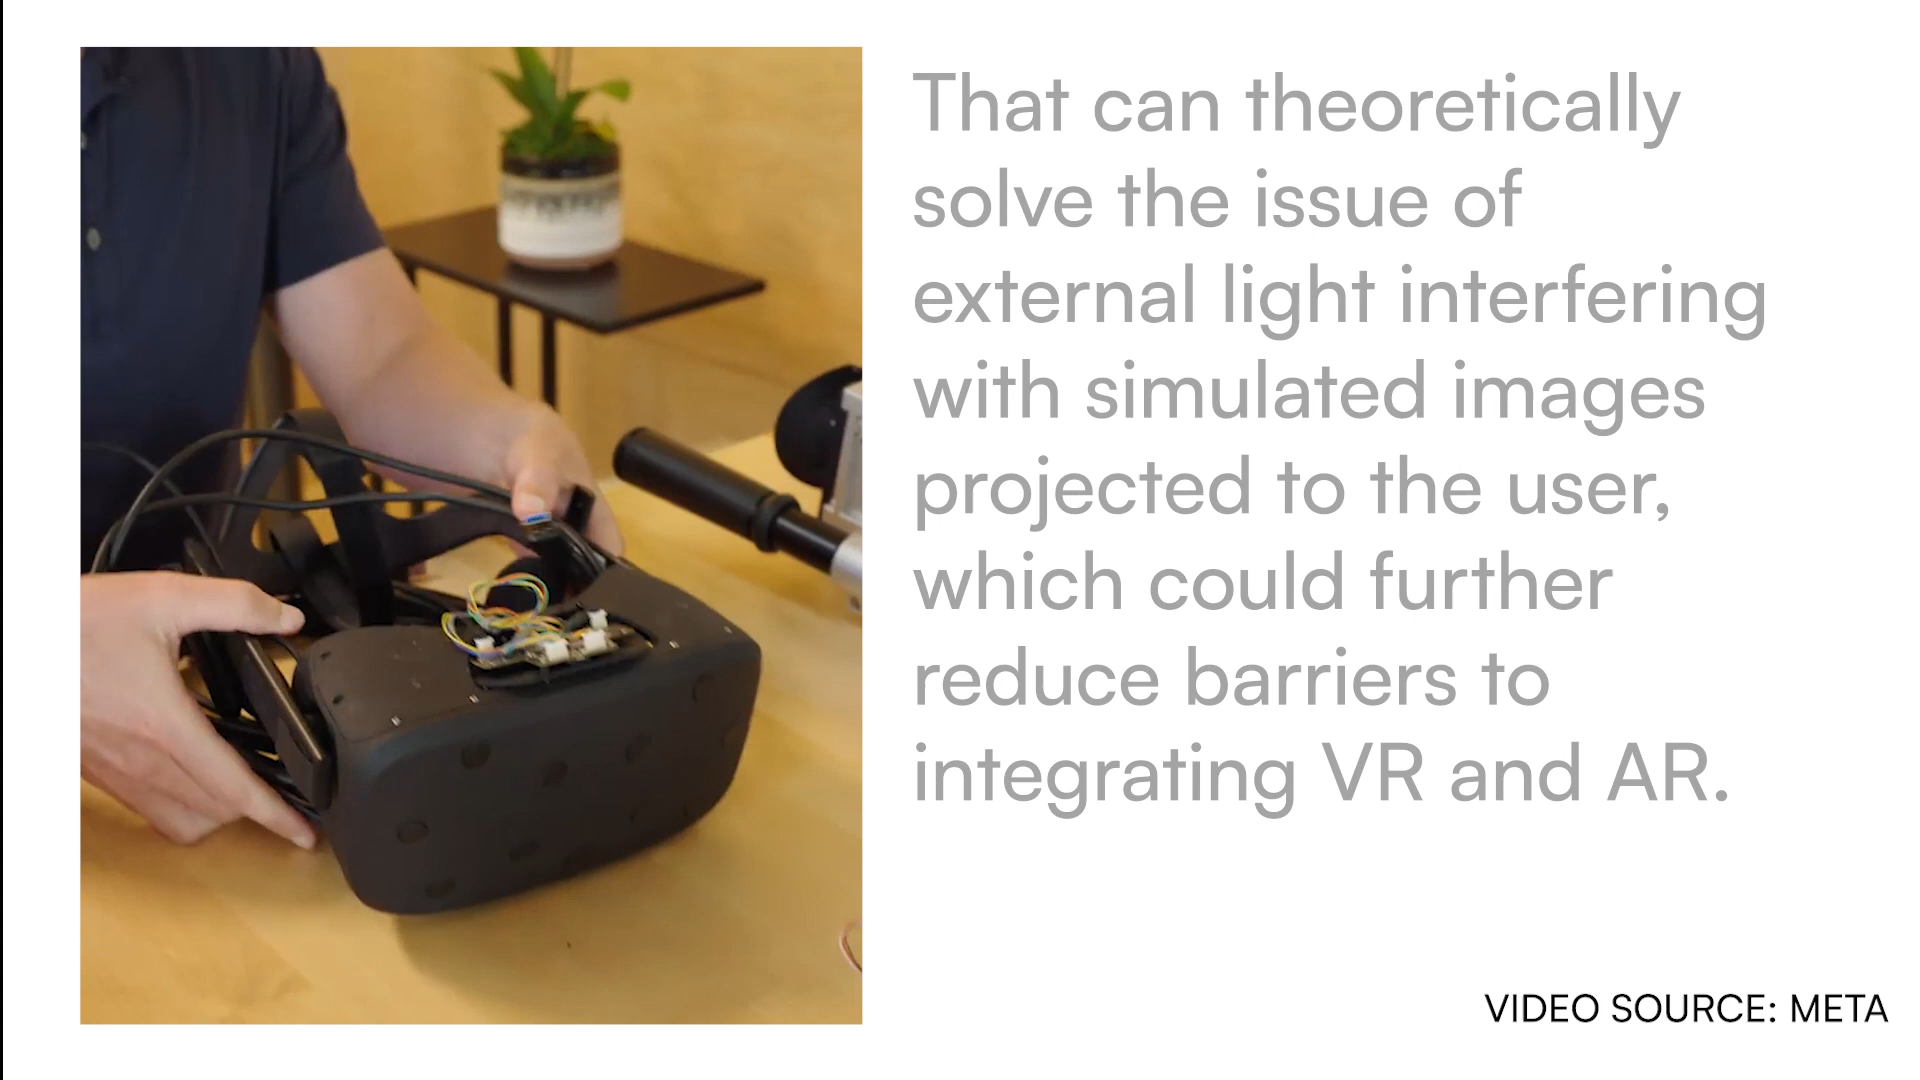 That can theoretically
solve the issue of
external light interfering
with simulated images
projected to the user,
which could further
reduce barriers to
integrating VR and AR.
VIDEO SOURCE: META